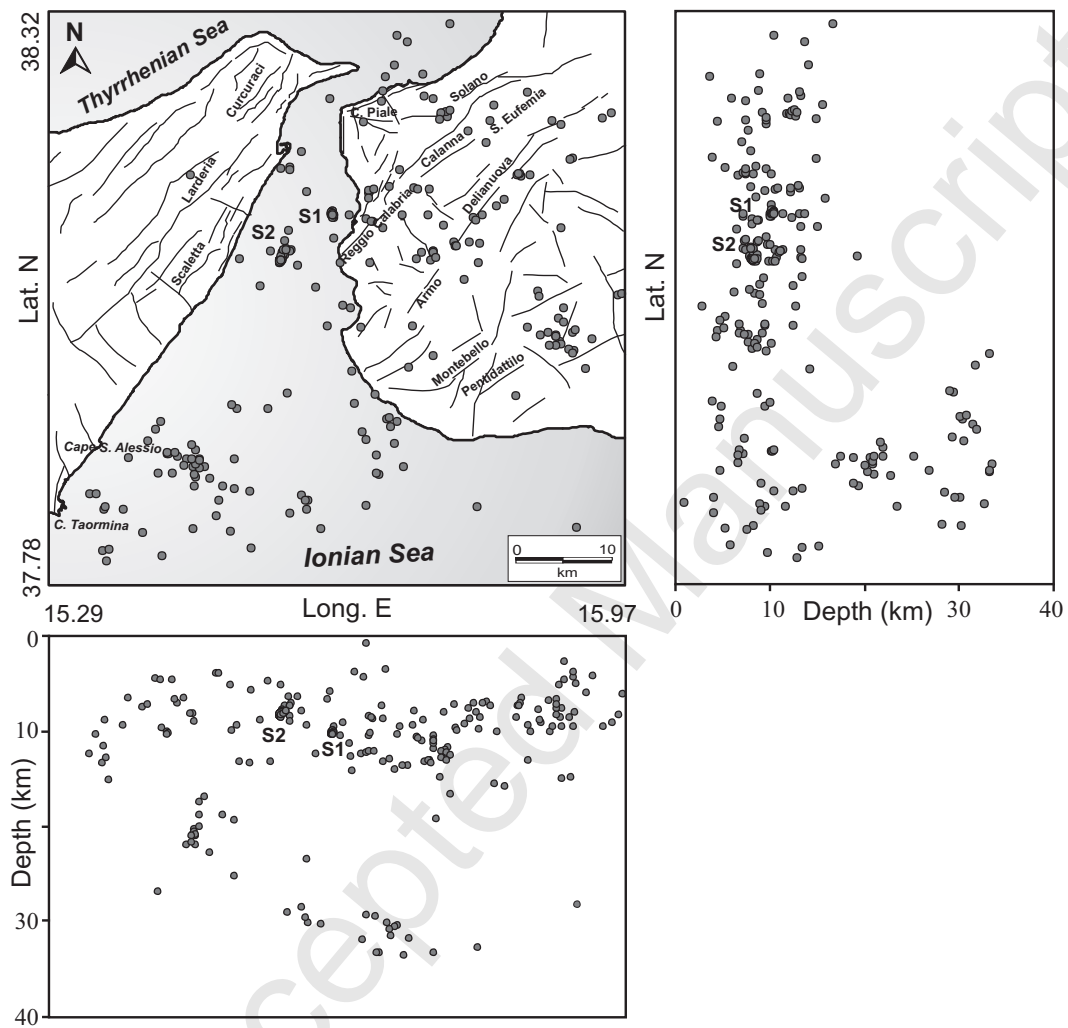 38.32
N
Thyrrhenian Sea
Curcuraci
C. Piale
Solano
S. Eufemia
Calanna
Larderia
Delianuova
S1
Reggio Calabria
S2
Scaletta
Armo
Lat. N
Montebello
Pentidattilo
Cape S. Alessio
C. Taormina
Ionian Sea
0 10
km
37.78
15.29 Long. E 15.97
S1
S2
Lat. N
0 10 Depth (km) 30 40
0
10
S2
S1
Depth (km)
30
40
cepted Manuscript